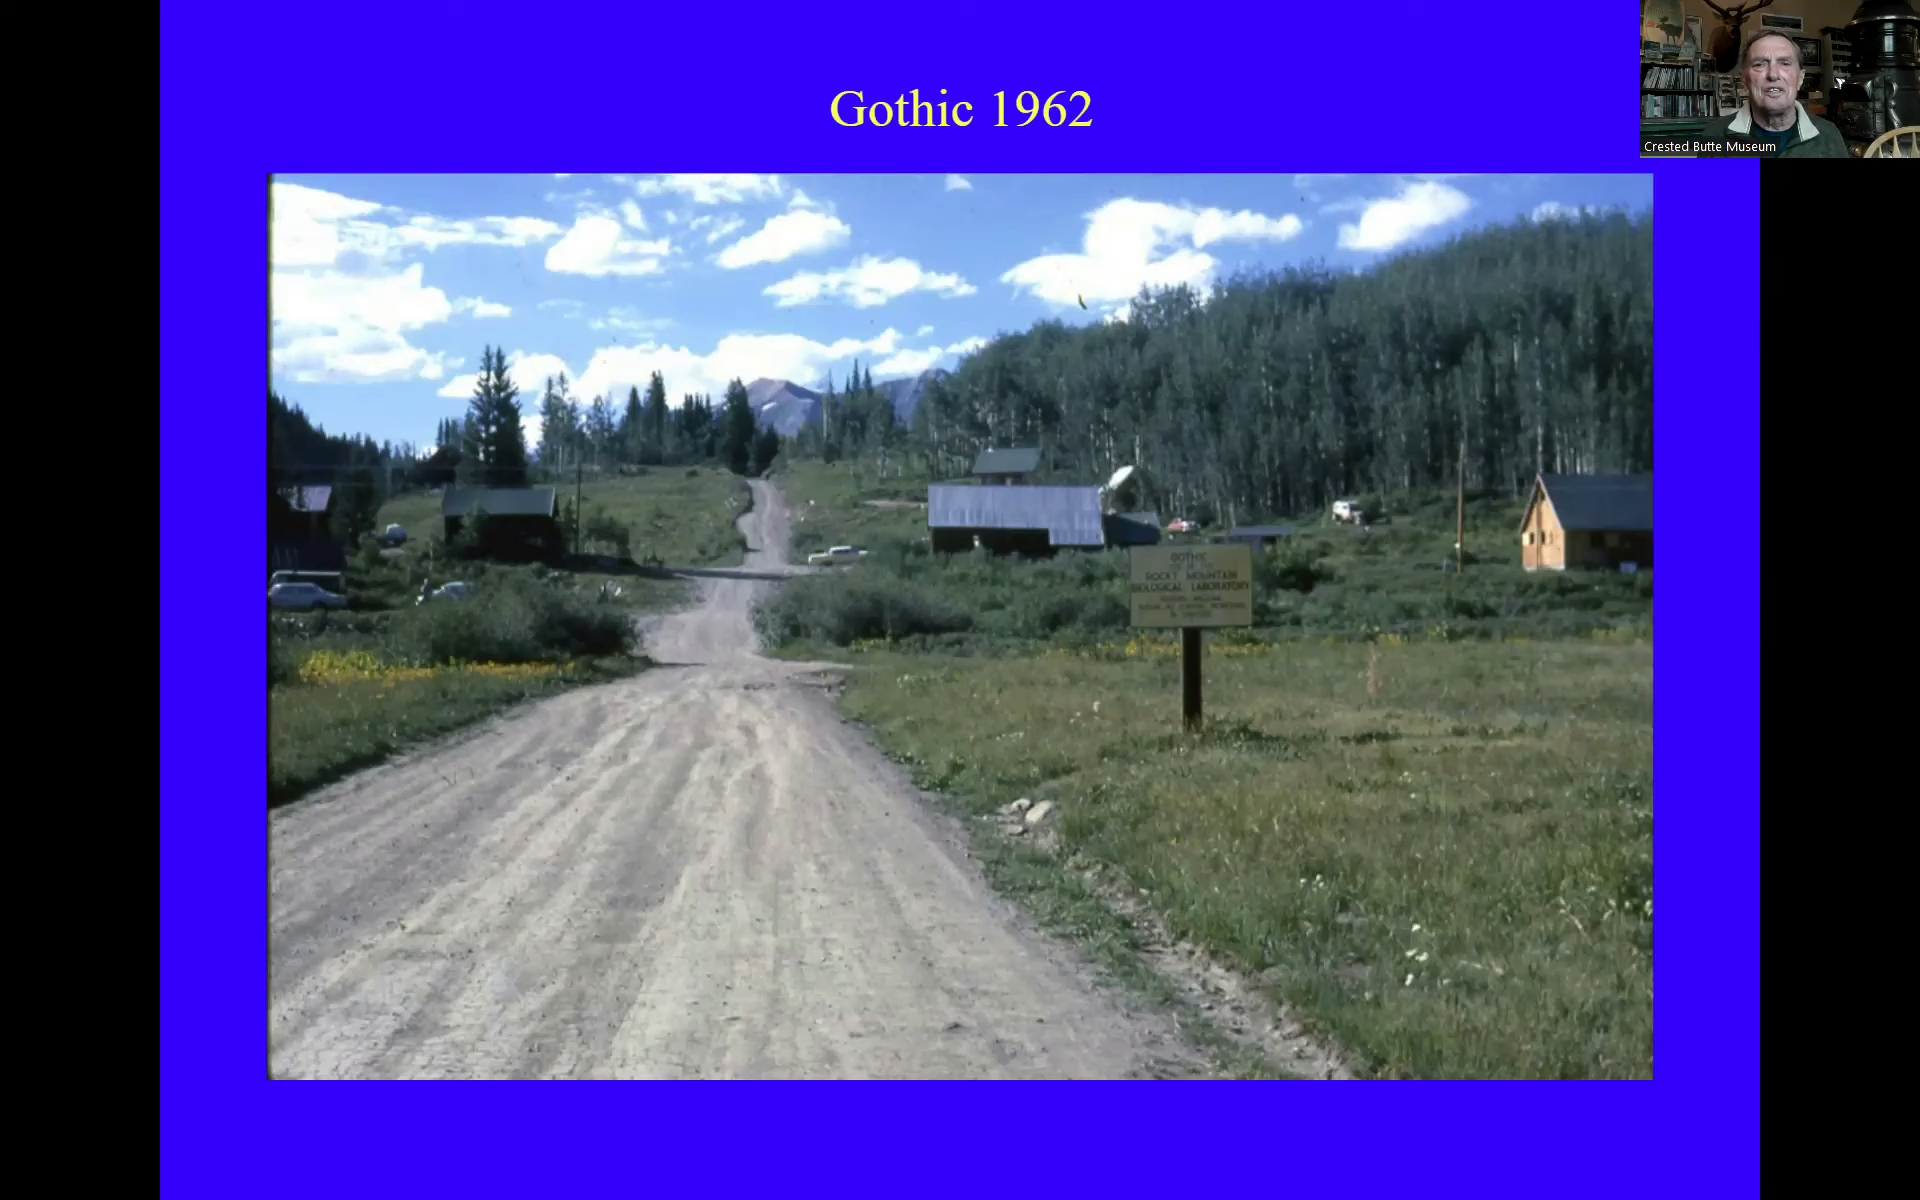 Gothic 1962
Crested Butte Museum
GOTHIC
ROCKY MOUNTAIN
BIOLOGICAL LABORATORY